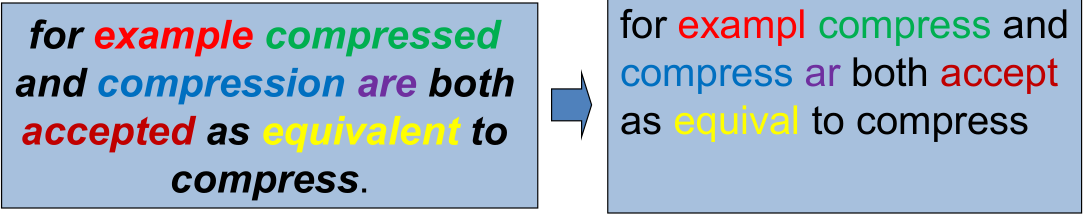 for example compressed
and compression are both
accepted as equivalent to
compress.
for exampl compress and
compress ar both accept
as equival to compress